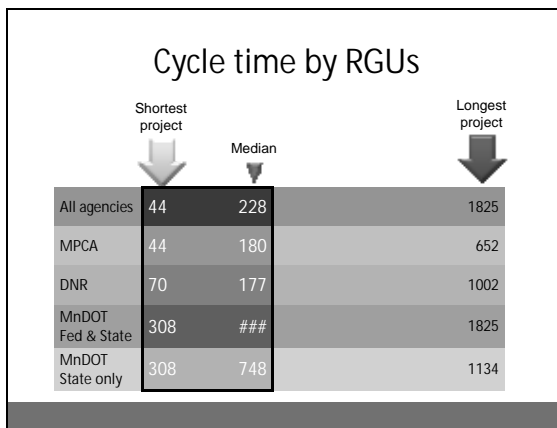 Cycle time by RGUs
Shortest
project
Median
Longest
project
All agencies 44 228 1825
MPCA 44 180 652
DNR 70 177 1002
MnDOT
Fed & State 308 ### 1825
MnDOT
State only 308 748 1134